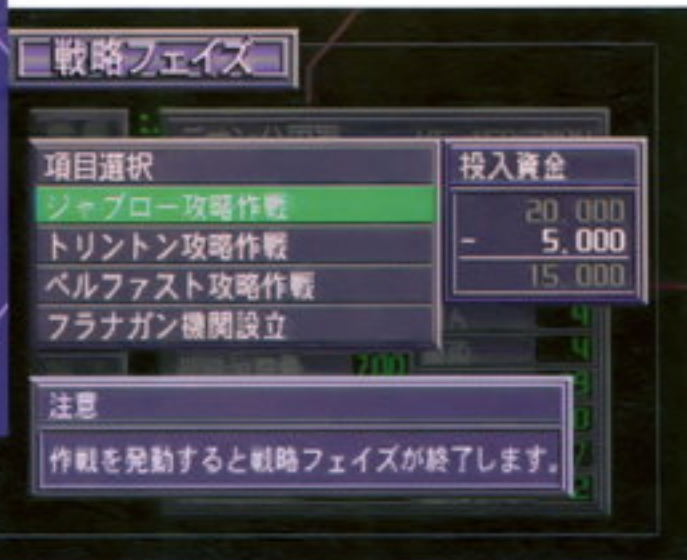 戦略フェイズ
項目選択
投入資金
ジャブロー攻略作戦
20,000
トリントン攻略作戦
- 5,000
ベルファスト攻略作戦
15,000
フラナガン機関設立
4
700
4
注意
作戦を発動すると戦略フェイズが終了します。